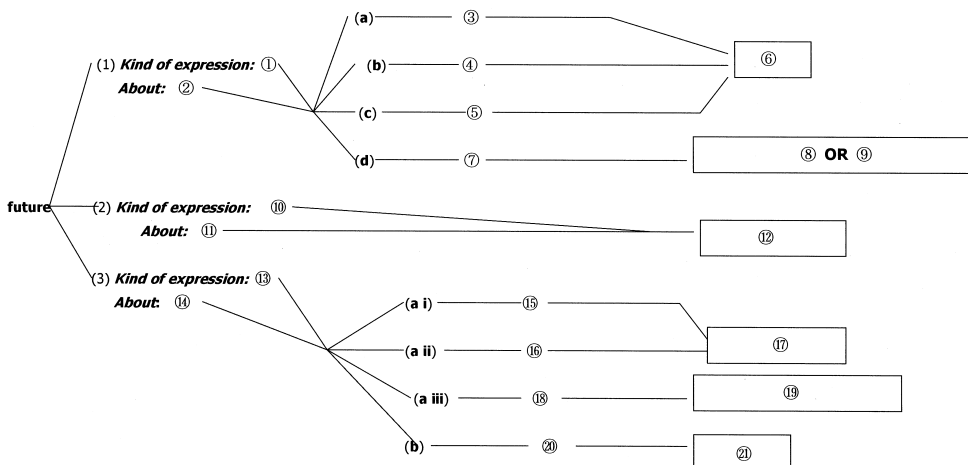 (a) ③
(1) Kind of expression: ① (b) ④ ⑥
About: ②
(c) ⑤
(d) ⑦ ⑧ OR ⑨
future (2) Kind of expression: ⑩
About: ⑪ ⑫
(3) Kind of expression: ⑬
About: ⑭ (a i) ⑮
(a ii) ⑯ ⑰
(a iii) ⑱ ⑲
(b) ⑳ ㉑